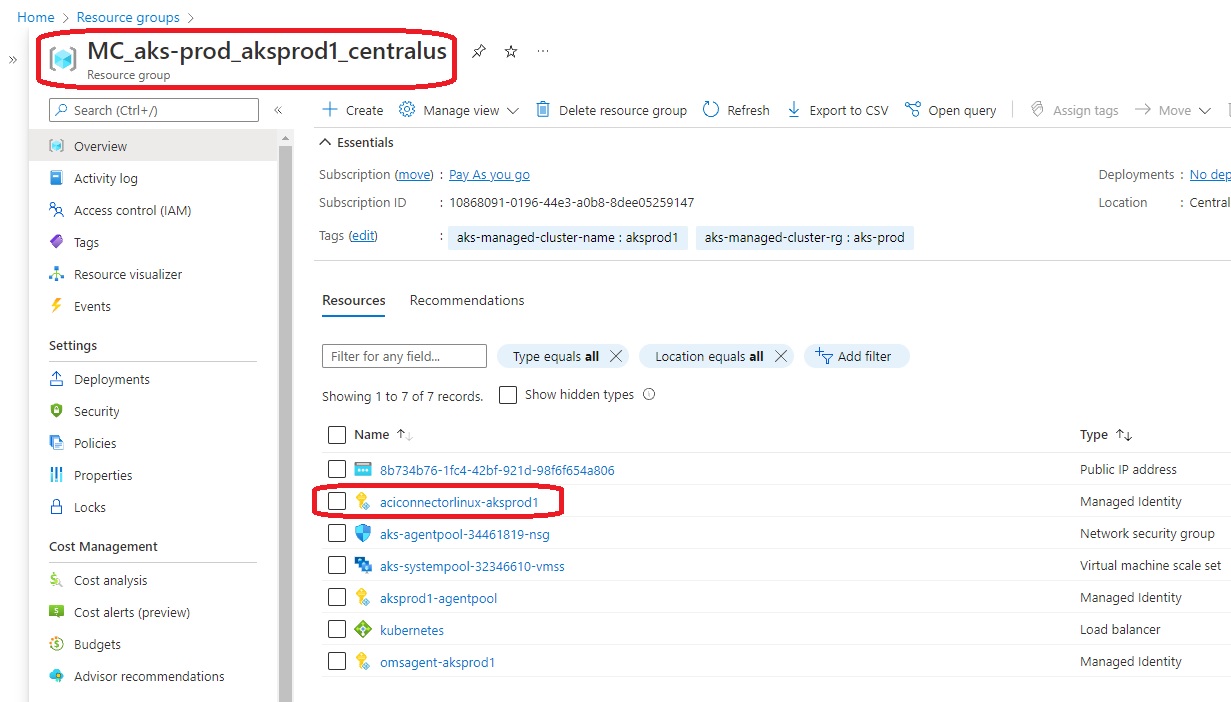 Home > Resource groups >
»
MC_aks-prod_aksprod1_centralus
Resource group
Search (Ctrl+/)
«
Create
Manage view
Delete resource group
Refresh
Export to CSV
Open query
Assign tags
Move
Overview
Activity log
Access control (IAM)
Tags
Resource visualizer
Events
Settings
Deployments
Security
Policies
Properties
Locks
Cost Management
Cost analysis
Cost alerts (preview)
Budgets
Advisor recommendations
Essentials
Subscription (move) : Pay As you go
Subscription ID : 10868091-0196-44e3-a0b8-8dee05259147
Tags (edit) : aks-managed-cluster-name : aksprod1 aks-managed-cluster-rg : aks-prod
Deployments : No dep
Location : Central
Resources Recommendations
Filter for any field...
Type equals all
Location equals all
Add filter
Showing 1 to 7 of 7 records.
Show hidden types
Name Type
8b734b76-1fc4-42bf-921d-98f6f654a806 Public IP address
aciconnectorlinux-aksprod1 Managed Identity
aks-agentpool-34461819-nsg Network security group
aks-systempool-32346610-vmss Virtual machine scale set
aksprod1-agentpool Managed Identity
kubernetes Load balancer
omsagent-aksprod1 Managed Identity